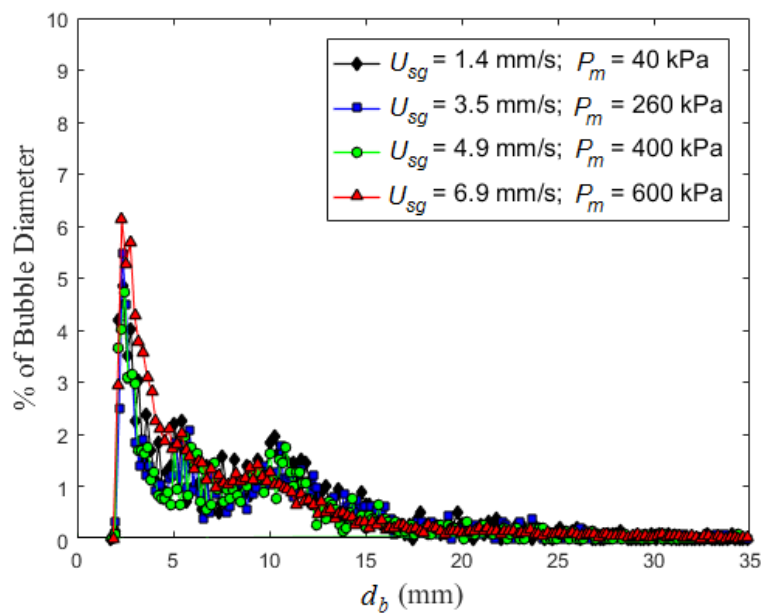 % of Bubble Diameter
10
9
8
7
6
5
4
3
2
1
0
U_sg = 1.4 mm/s; P_m = 40 kPa
U_sg = 3.5 mm/s; P_m = 260 kPa
U_sg = 4.9 mm/s; P_m = 400 kPa
U_sg = 6.9 mm/s; P_m = 600 kPa
0 5 10 15 20 25 30 35
d_b (mm)